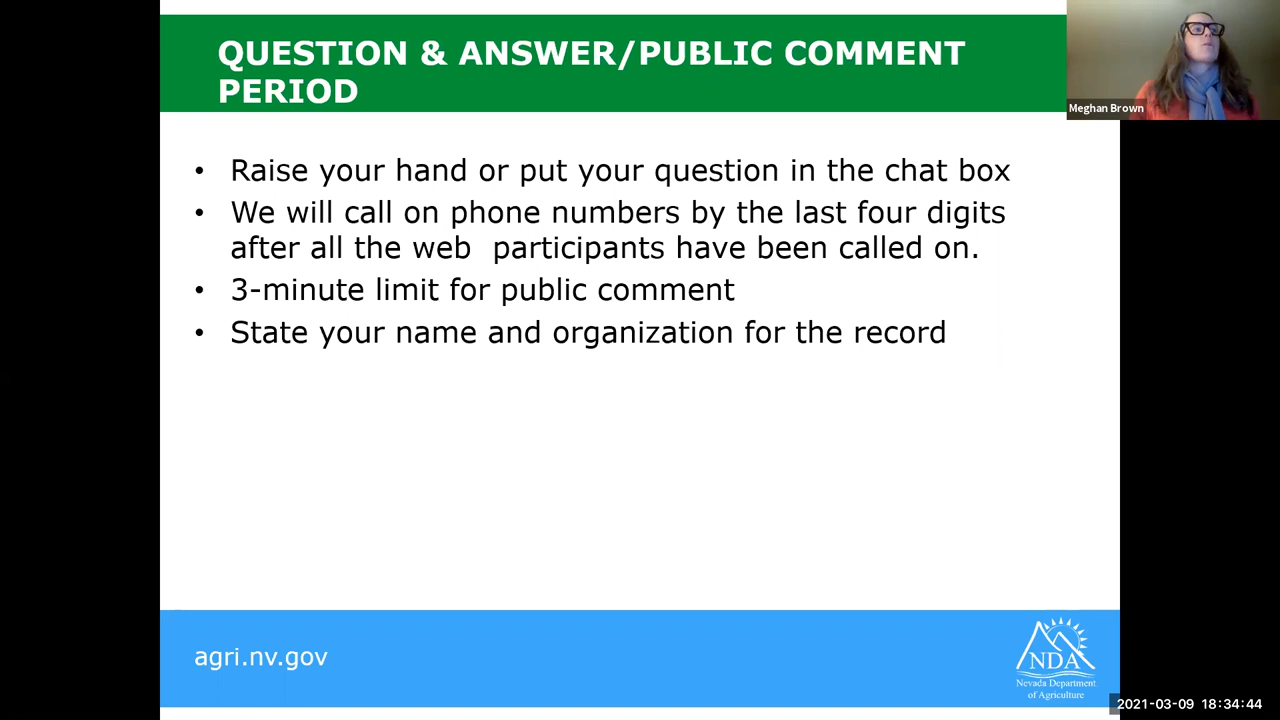 QUESTION & ANSWER/PUBLIC COMMENT
PERIOD
Meghan Brown
• Raise your hand or put your question in the chat box
• We will call on phone numbers by the last four digits
after all the web  participants have been called on.
• 3-minute limit for public comment
• State your name and organization for the record
agri.nv.gov
NDA
Nevada Department
of Agriculture
2021-03-09 18:34:44